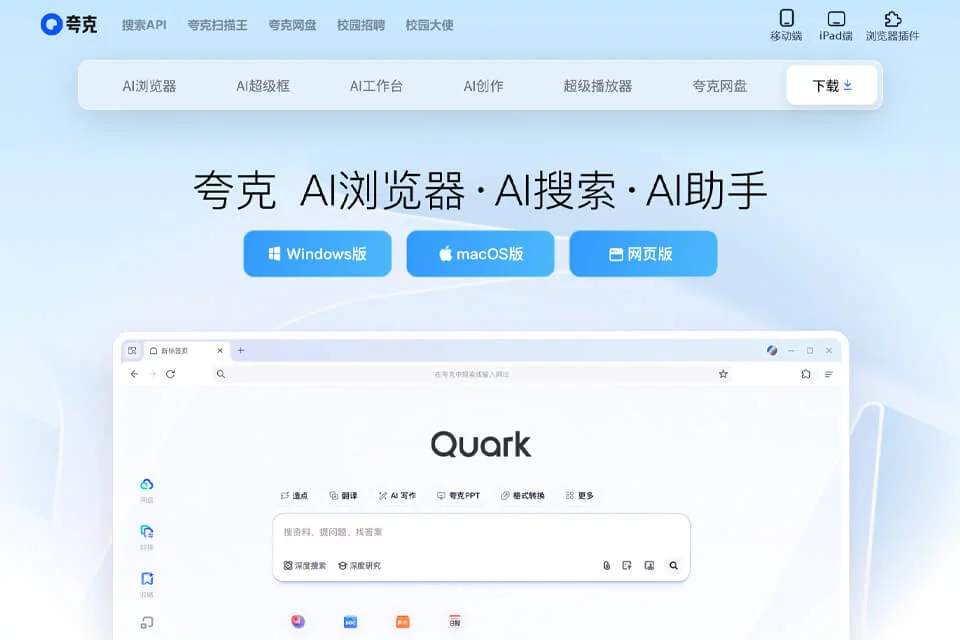 夸克 搜索API 夸克扫描王 夸克网盘 校园招聘 校园大使
移动端 iPad端 浏览器插件
AI浏览器 AI超级框 AI工作台 AI创作 超级播放器 夸克网盘 下载
夸克 AI浏览器·AI搜索·AI助手
Windows版 macOS版 网页版
新标签页
在夸克中搜索或输入网址
Quark
网盘
造点 翻译 AI 写作 夸克PPT 格式转换 更多
搜资料、提问题、找答案
转换
深度搜索 深度研究
收藏